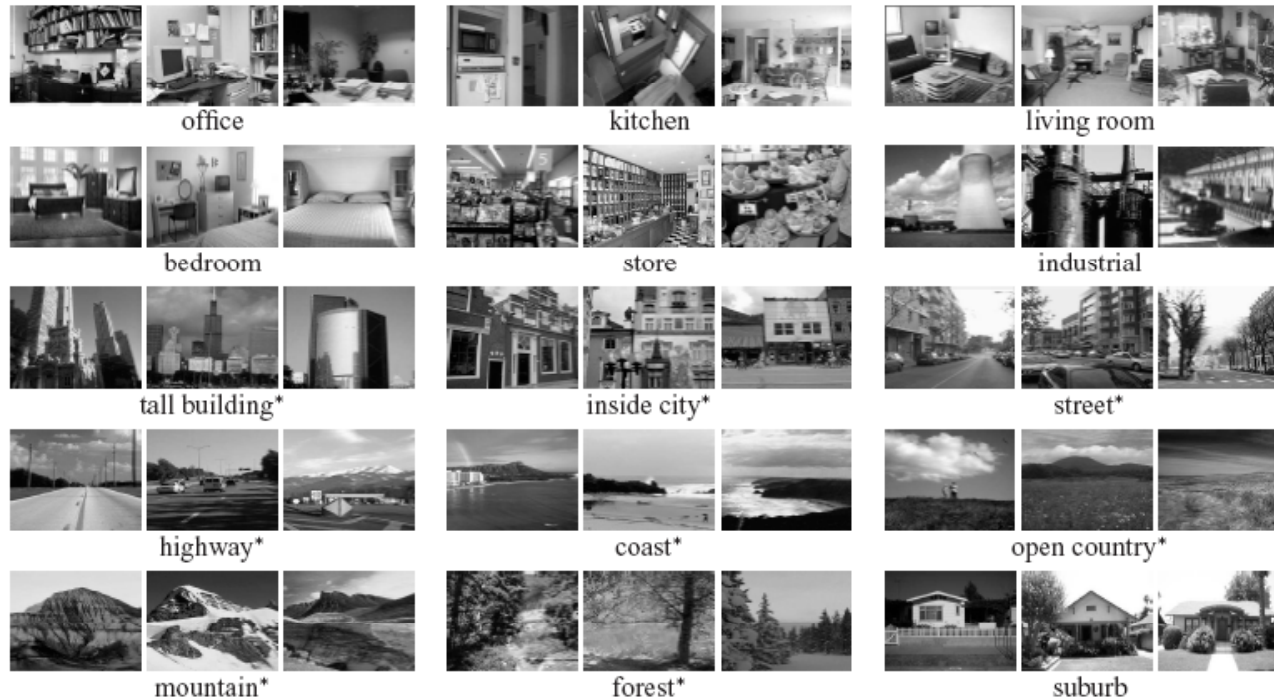 office
kitchen
living room
5
bedroom
store
industrial
tall building*
inside city*
street*
highway*
coast*
open country*
mountain*
forest*
suburb